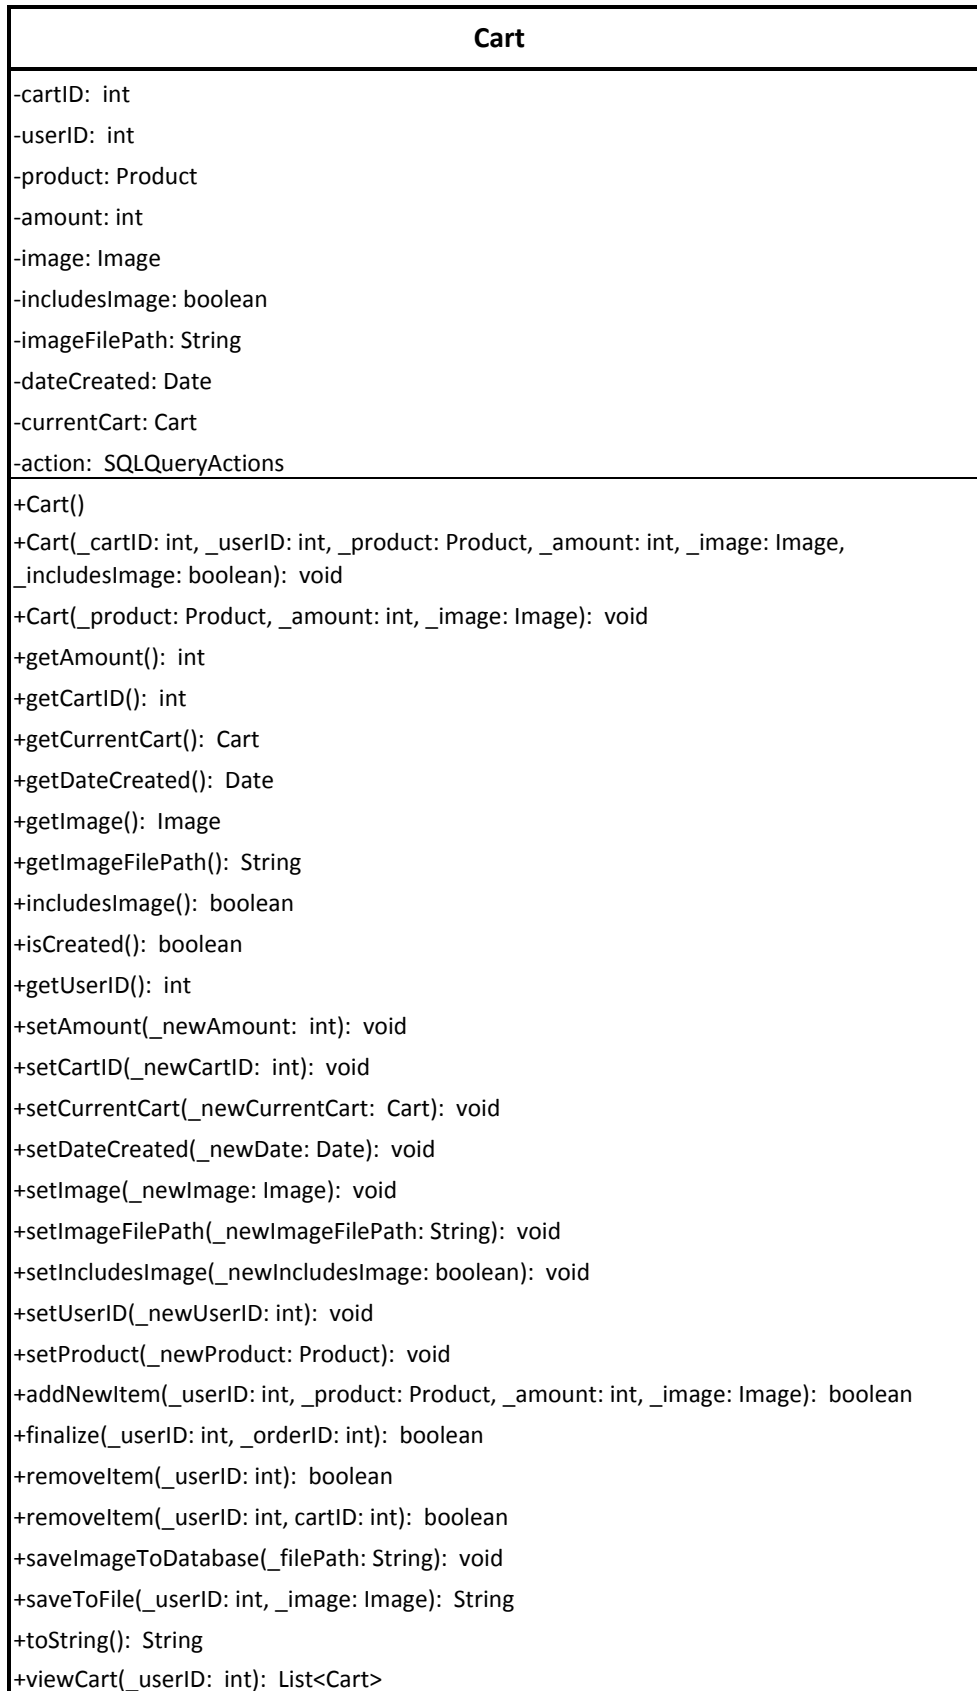 Cart
-cartID:  int
-userID:  int
-product: Product
-amount: int
-image: Image
-includesImage: boolean
-imageFilePath: String
-dateCreated: Date
-currentCart: Cart
-action:  SQLQueryActions
+Cart()
+Cart(_cartID: int, _userID: int, _product: Product, _amount: int, _image: Image,
_includesImage: boolean):  void
+Cart(_product: Product, _amount: int, _image: Image):  void
+getAmount():  int
+getCartID():  int
+getCurrentCart():  Cart
+getDateCreated():  Date
+getImage():  Image
+getImageFilePath():  String
+includesImage():  boolean
+isCreated():  boolean
+getUserID():  int
+setAmount(_newAmount:  int):  void
+setCartID(_newCartID:  int):  void
+setCurrentCart(_newCurrentCart:  Cart):  void
+setDateCreated(_newDate: Date):  void
+setImage(_newImage: Image):  void
+setImageFilePath(_newImageFilePath: String):  void
+setIncludesImage(_newIncludesImage: boolean):  void
+setUserID(_newUserID: int):  void
+setProduct(_newProduct: Product):  void
+addNewItem(_userID: int, _product: Product, _amount: int, _image: Image):  boolean
+finalize(_userID: int, _orderID: int):  boolean
+removeItem(_userID: int):  boolean
+removeItem(_userID: int, cartID: int):  boolean
+saveImageToDatabase(_filePath: String):  void
+saveToFile(_userID: int, _image: Image):  String
+toString():  String
+viewCart(_userID:  int):  List<Cart>